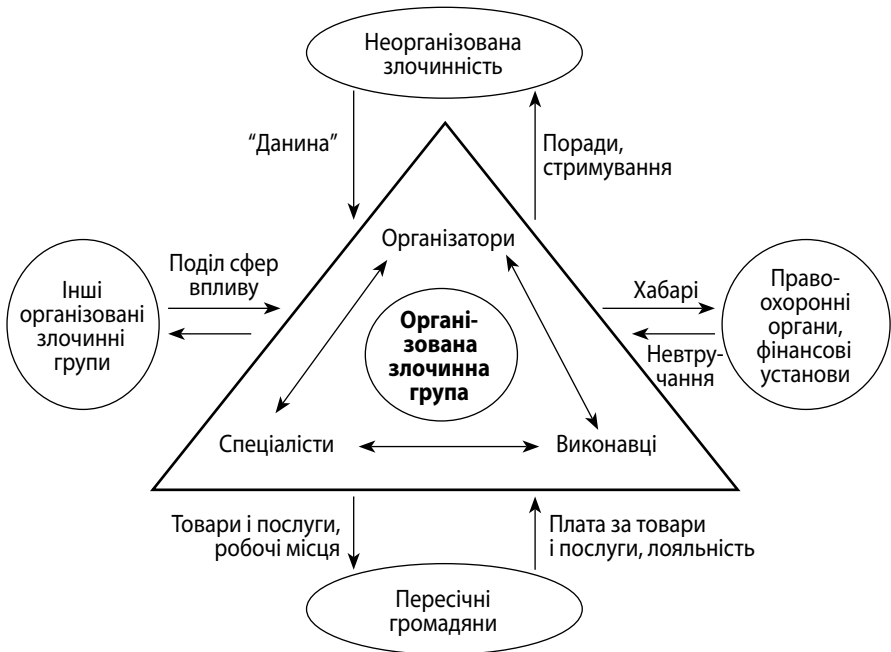 Неорганізована
злочинність
“Данина”
Поради,
стримування
Організатори
Поділ сфер
впливу
Інші
організовані
злочинні
групи
Органі-
зована
злочинна
група
Хабарі
Невтру-
чання
Право-
охоронні
органи,
фінансові
установи
Спеціалісти
Виконавці
Товари і послуги,
робочі місця
Плата за товари
і послуги, лояльність
Пересічні
громадяни